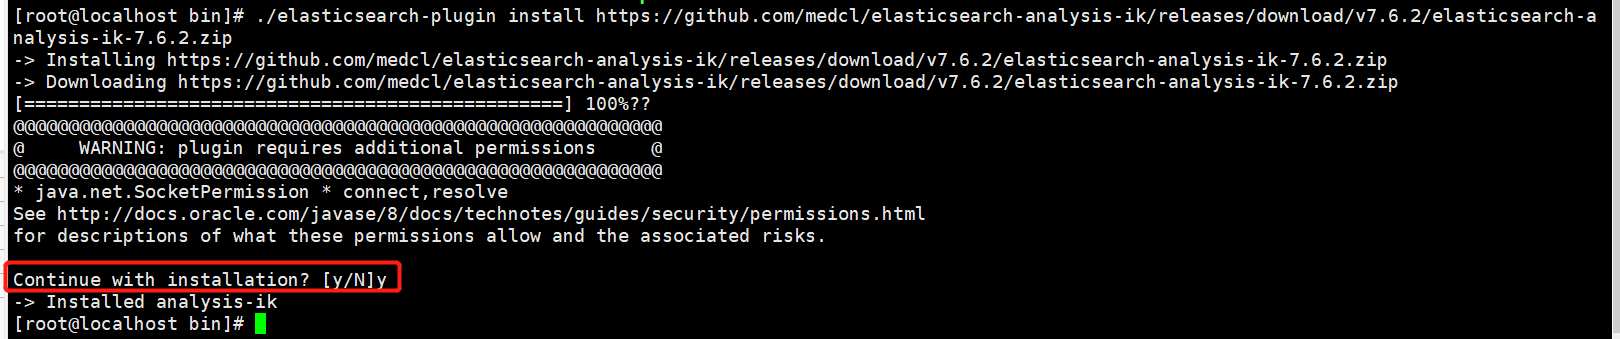 [root@localhost bin]# ./elasticsearch-plugin install https://github.com/medcl/elasticsearch-analysis-ik/releases/download/v7.6.2/elasticsearch-a
nalysis-ik-7.6.2.zip
-> Installing https://github.com/medcl/elasticsearch-analysis-ik/releases/download/v7.6.2/elasticsearch-analysis-ik-7.6.2.zip
-> Downloading https://github.com/medcl/elasticsearch-analysis-ik/releases/download/v7.6.2/elasticsearch-analysis-ik-7.6.2.zip
[=================================================] 100%??
@@@@@@@@@@@@@@@@@@@@@@@@@@@@@@@@@@@@@@@@@@@@@@@@@@@@@@@@@@@
@     WARNING: plugin requires additional permissions     @
@@@@@@@@@@@@@@@@@@@@@@@@@@@@@@@@@@@@@@@@@@@@@@@@@@@@@@@@@@@
* java.net.SocketPermission * connect,resolve
See http://docs.oracle.com/javase/8/docs/technotes/guides/security/permissions.html
for descriptions of what these permissions allow and the associated risks.
Continue with installation? [y/N]y
-> Installed analysis-ik
[root@localhost bin]#